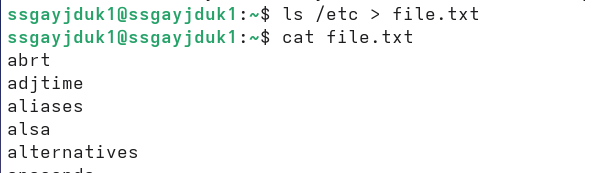 ssgayjduk1@ssgayjduk1:~$ ls /etc > file.txt
ssgayjduk1@ssgayjduk1:~$ cat file.txt
abrt
adjtime
aliases
alsa
alternatives